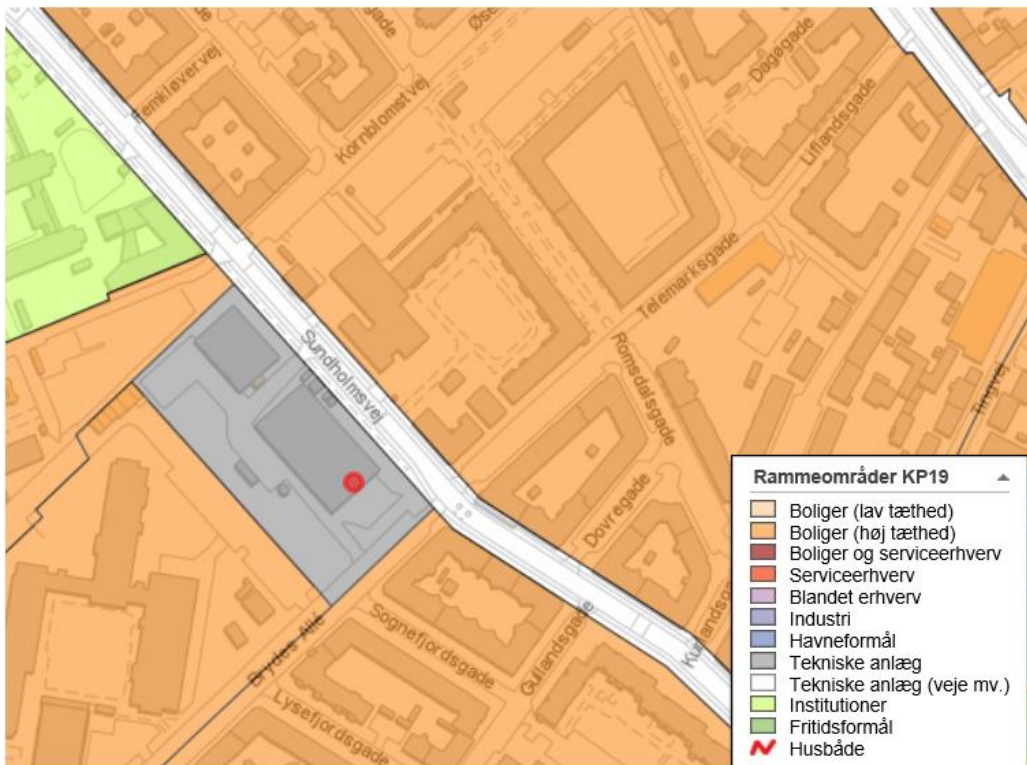 Øse
Dagøgade
Kornblomstvej
Liflandsgade
Telemarksgade
Sundholmsvej
Romsdalsgade
Tingvej
Dovregade
Brydes Allé
Sognefjordsgade
Gullandsgade
Lysefjordsgade
Rammeområder KP19
Boliger (lav tæthed)
Boliger (høj tæthed)
Boliger og serviceerhverv
Serviceerhverv
Blandet erhverv
Industri
Havneformål
Tekniske anlæg
Tekniske anlæg (veje mv.)
Institutioner
Fritidsformål
Husbåde